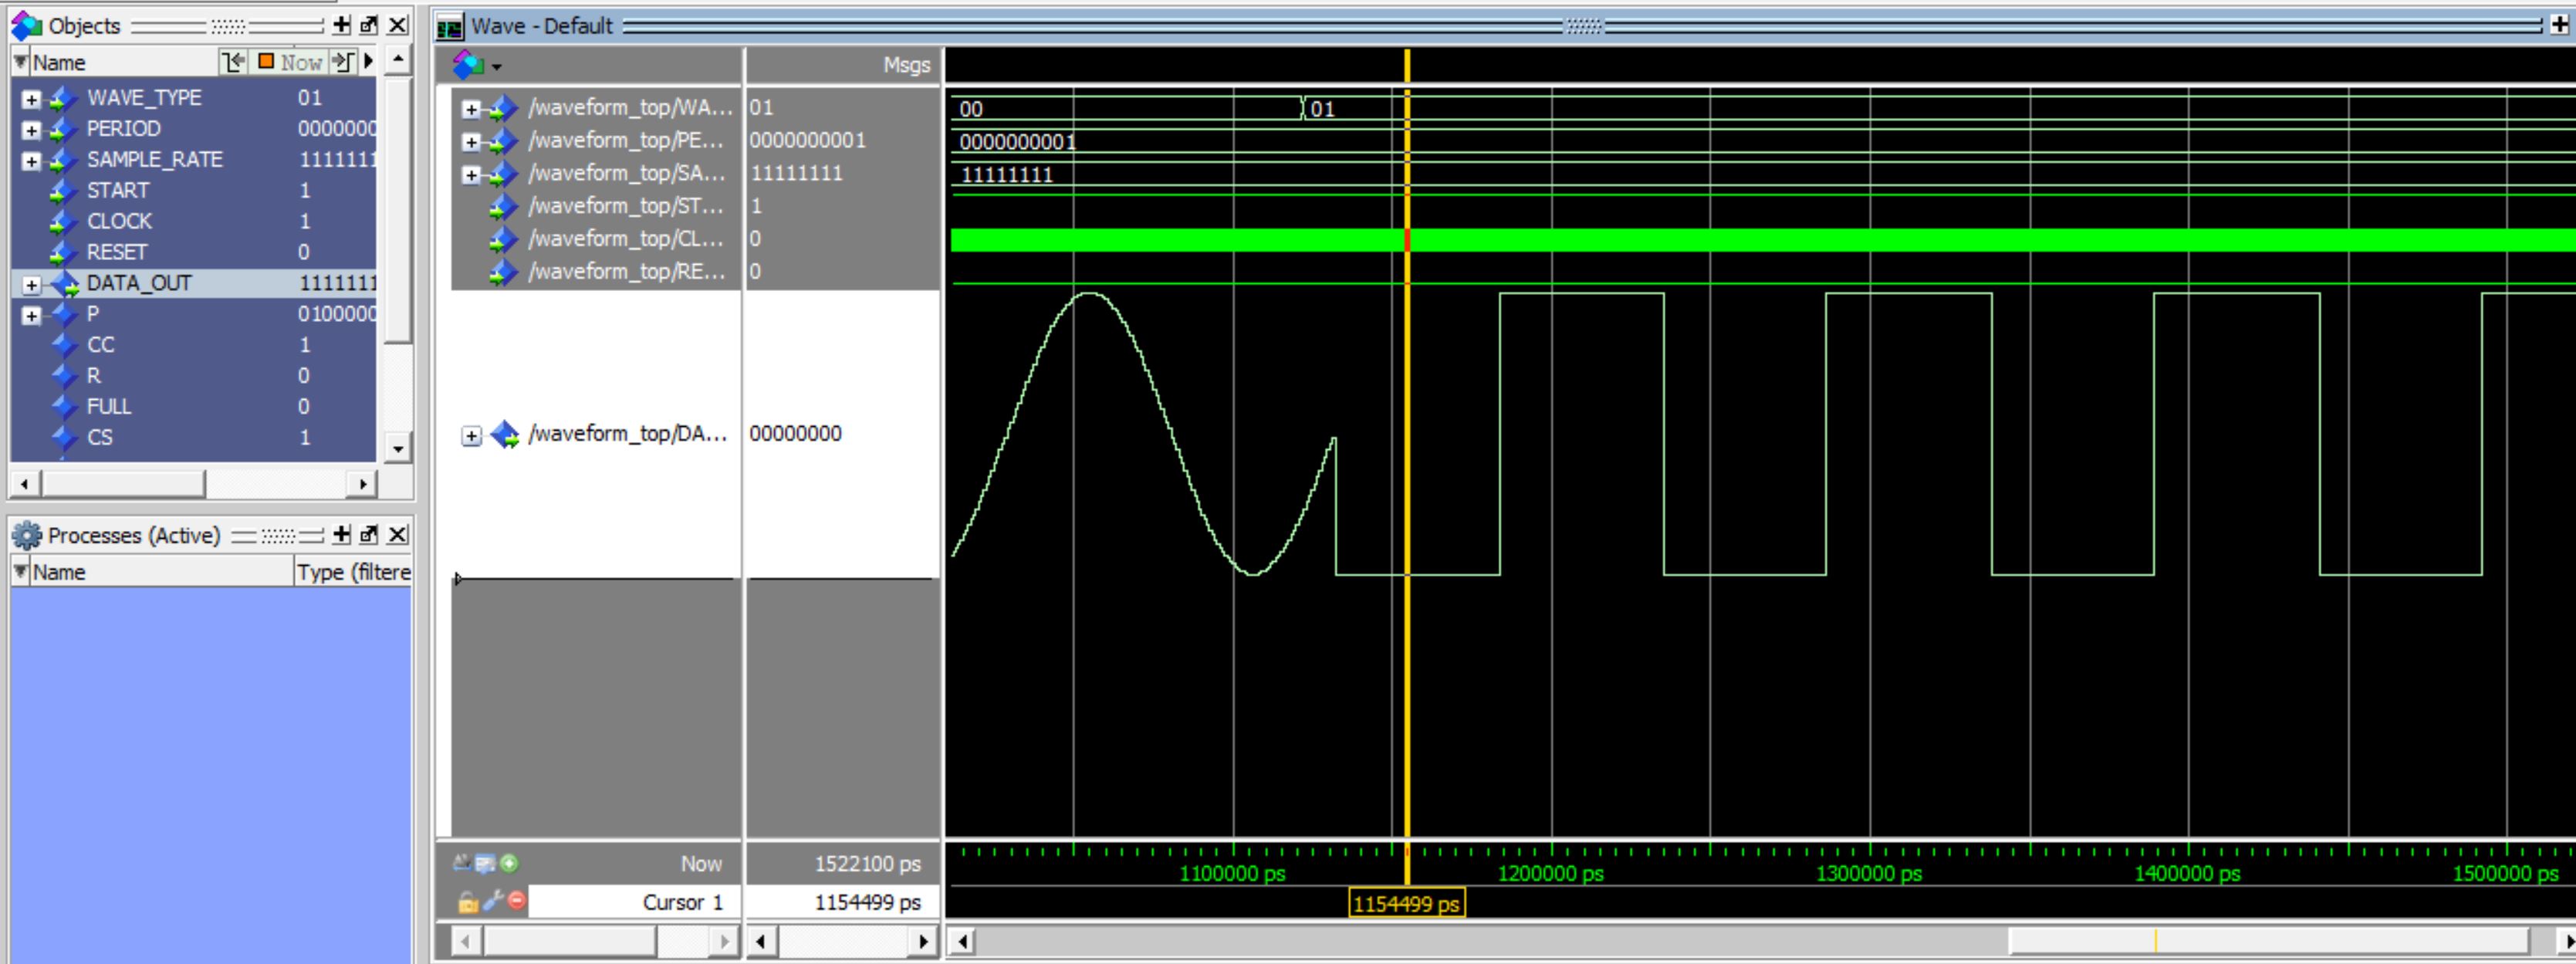 Objects
Name Now
WAVE_TYPE 01
PERIOD 0000000
SAMPLE_RATE 1111111
START 1
CLOCK 1
RESET 0
DATA_OUT 1111111
P 0100000
CC 1
R 0
FULL 0
CS 1
Processes (Active)
Name Type (filtere
Wave - Default
Msgs
/waveform_top/WA... 01 00 01
/waveform_top/PE... 0000000001 0000000001
/waveform_top/SA... 11111111 11111111
/waveform_top/ST... 1
/waveform_top/CL... 0
/waveform_top/RE... 0
/waveform_top/DA... 00000000
Now 1522100 ps 1100000 ps 1200000 ps 1300000 ps 1400000 ps 1500000 ps
Cursor 1 1154499 ps 1154499 ps